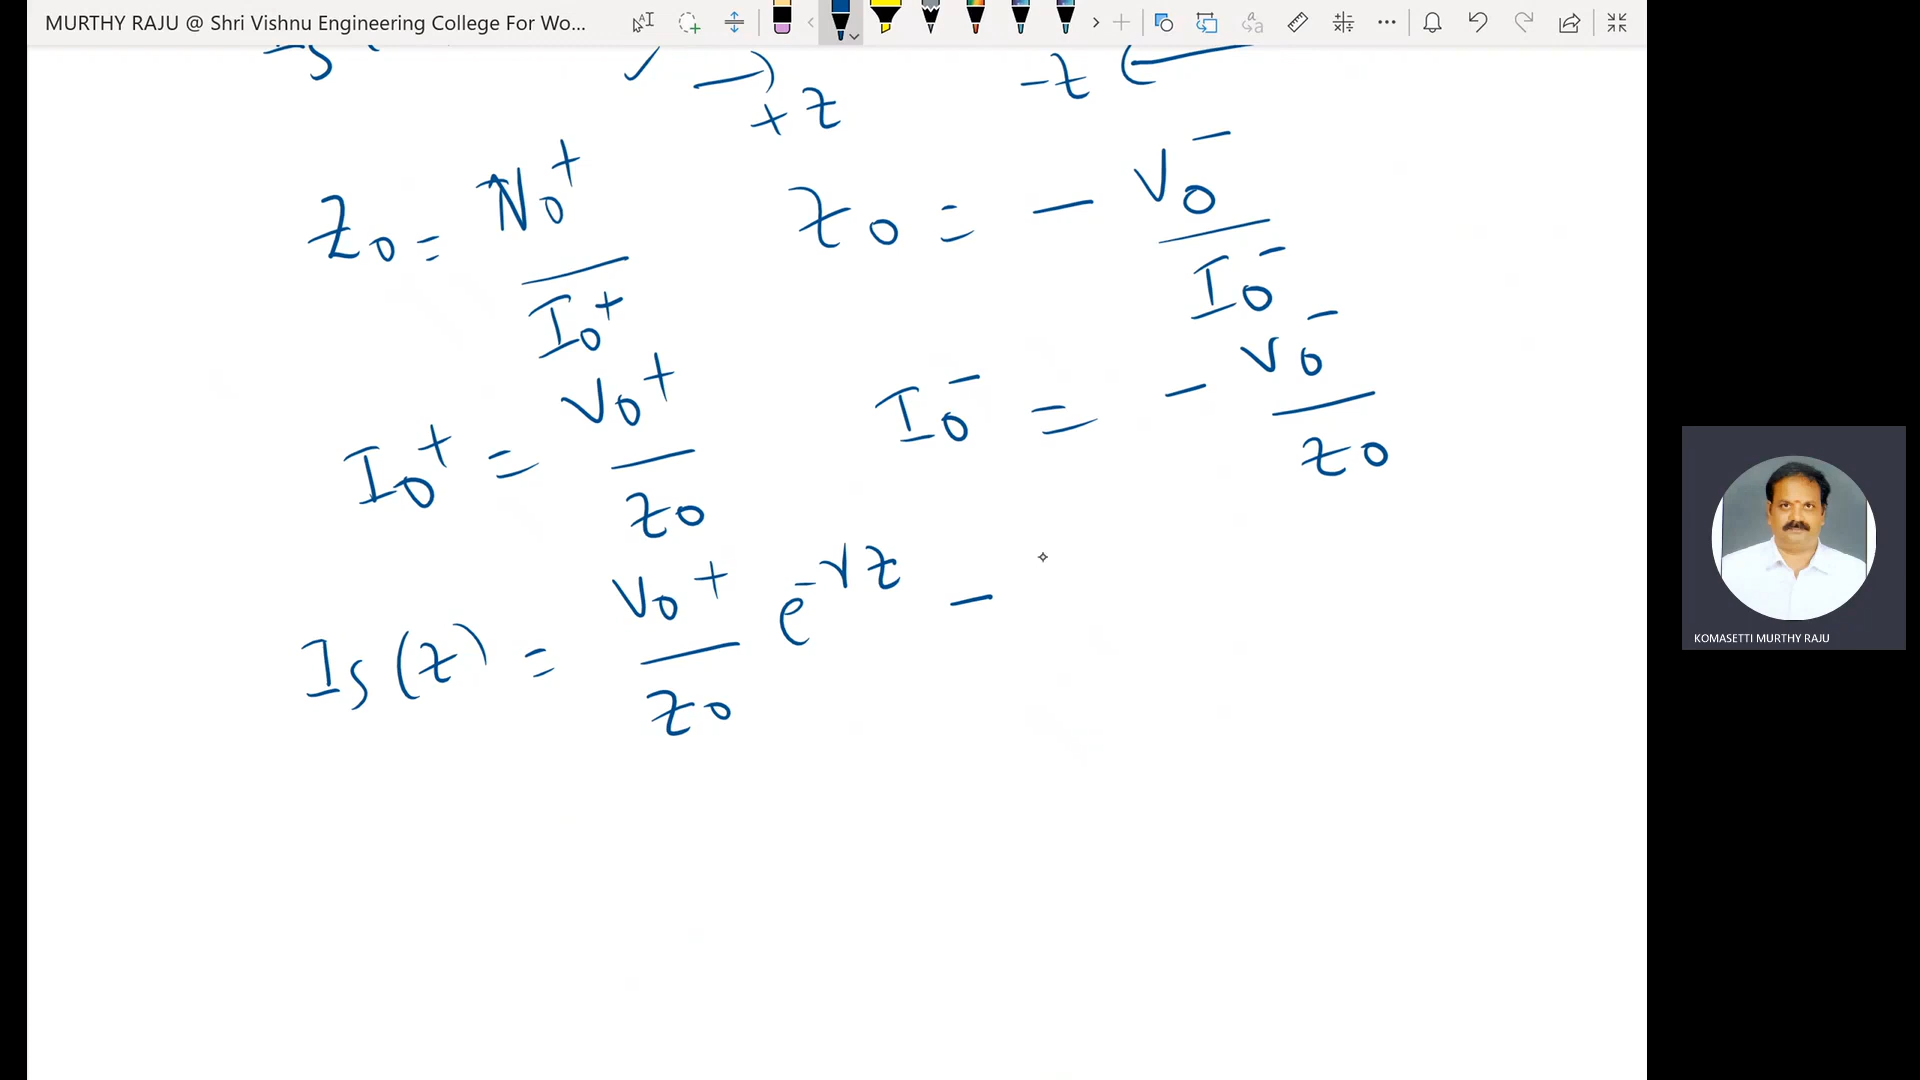 MURTHY RAJU @ Shri Vishnu Engineering College For Wo...
+z -z
Z₀ = V₀⁺/I₀⁺ Z₀ = - V₀⁻/I₀⁻
I₀⁺ = V₀⁺/Z₀ I₀⁻ = - V₀⁻/Z₀
Iₛ(z) = V₀⁺/Z₀ e^-γz -
KOMASETTI MURTHY RAJU